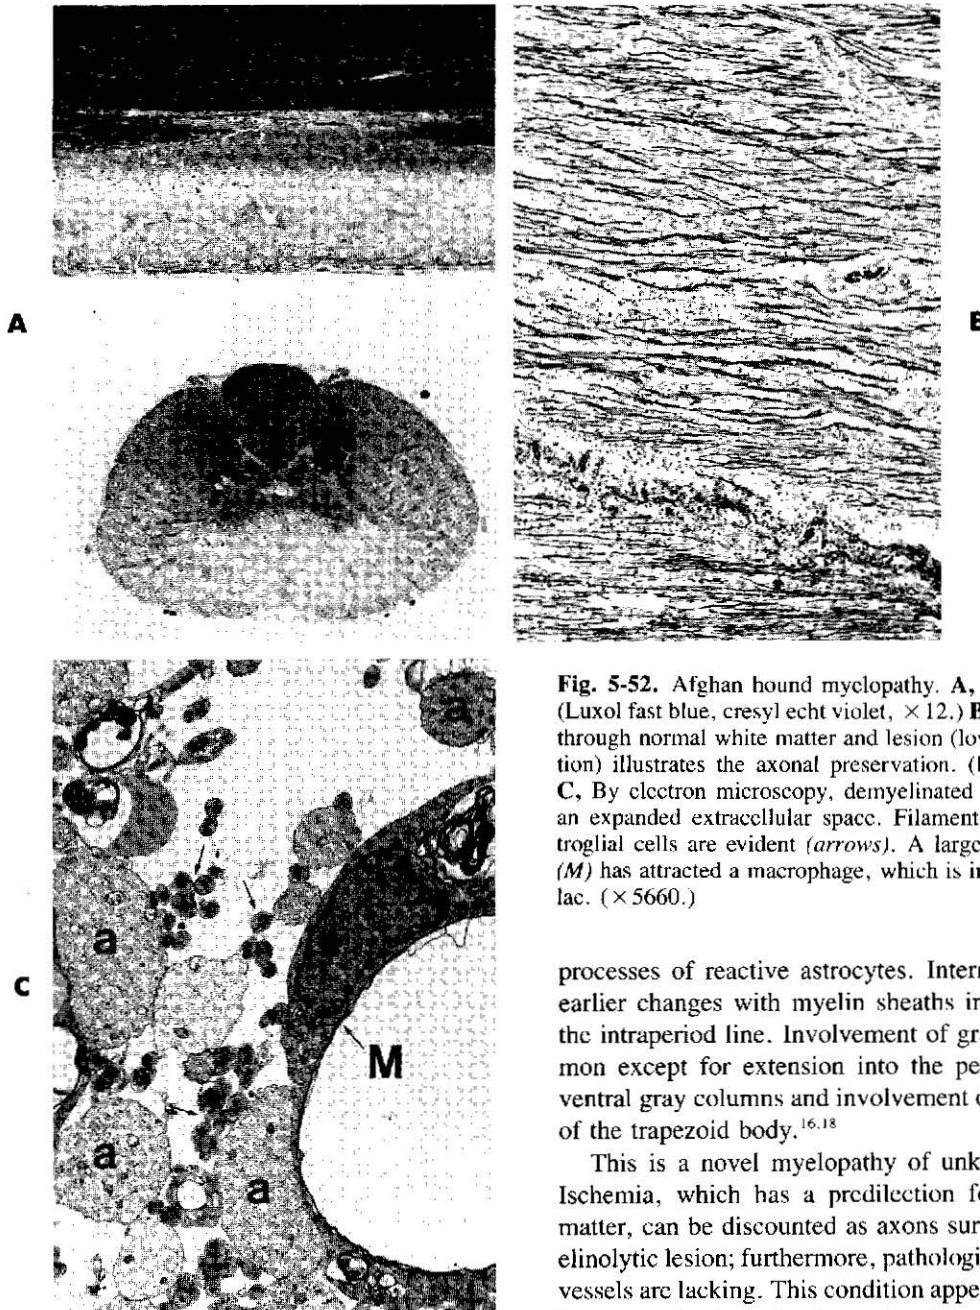 A
B
C
a
a
a
a
M
Fig. 5-52. Afghan hound myelopathy. A,
(Luxol fast blue, cresyl echt violet, ×12.) B
through normal white matter and lesion (lo
tion) illustrates the axonal preservation. (
C, By electron microscopy, demyelinated
an expanded extracellular space. Filament
troglial cells are evident (arrows). A large
(M) has attracted a macrophage, which is in
lac. (×5660.)
processes of reactive astrocytes. Intern
earlier changes with myelin sheaths in
the intraperiod line. Involvement of gr
mon except for extension into the pe
ventral gray columns and involvement o
of the trapezoid body.16,18
This is a novel myelopathy of unk
Ischemia, which has a predilection fo
matter, can be discounted as axons sur
elinolytic lesion; furthermore, pathologi
vessels are lacking. This condition appe